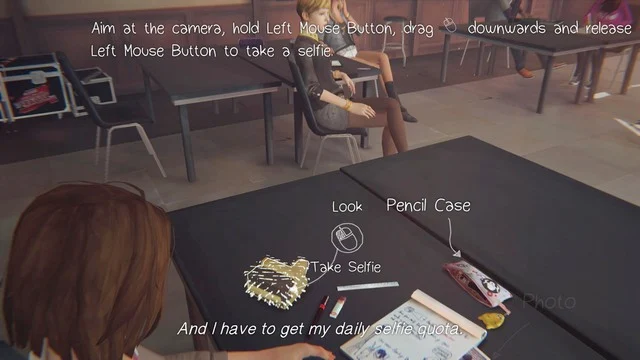 Aim at the camera, hold Left Mouse Button, drag downwards and release
Left Mouse Button to take a selfie.
Look
Pencil Case
Take Selfie
Photo
And I have to get my daily selfie quota.